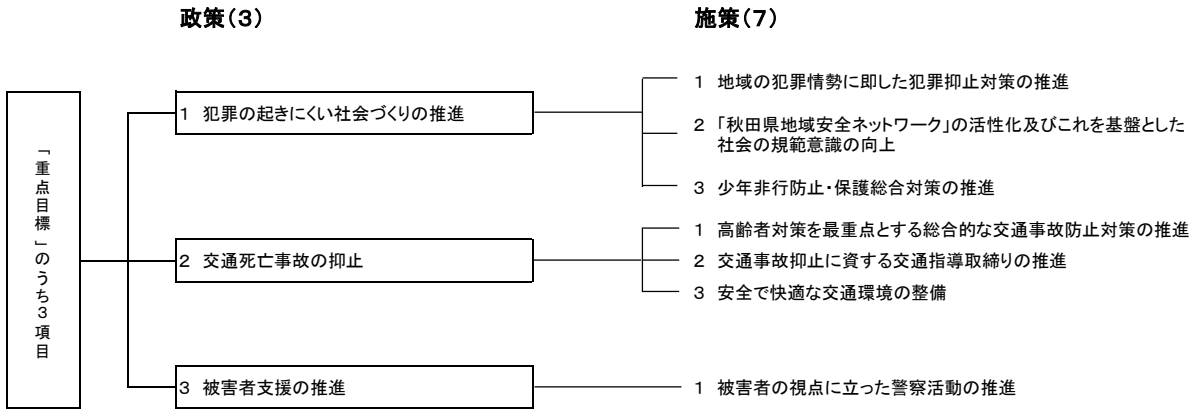 政策(3)
施策(7)
「重点目標」のうち3項目
1 犯罪の起きにくい社会づくりの推進
1 地域の犯罪情勢に即した犯罪抑止対策の推進
2 「秋田県地域安全ネットワーク」の活性化及びこれを基盤とした
社会の規範意識の向上
3 少年非行防止・保護総合対策の推進
2 交通死亡事故の抑止
1 高齢者対策を最重点とする総合的な交通事故防止対策の推進
2 交通事故抑止に資する交通指導取締りの推進
3 安全で快適な交通環境の整備
3 被害者支援の推進
1 被害者の視点に立った警察活動の推進